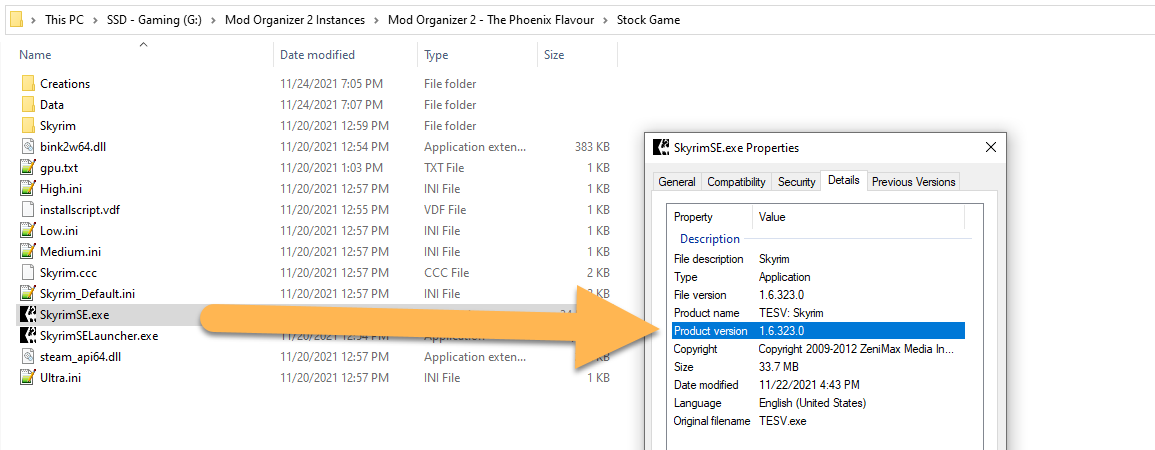 This PC > SSD - Gaming (G:) > Mod Organizer 2 Instances > Mod Organizer 2 - The Phoenix Flavour > Stock Game
Name Date modified Type Size
Creations 11/24/2021 7:05 PM File folder
Data 11/24/2021 7:07 PM File folder
Skyrim 11/20/2021 12:59 PM File folder
bink2w64.dll 11/20/2021 12:54 PM Application exten... 383 KB
gpu.txt 11/20/2021 1:03 PM TXT File 1 KB
High.ini 11/20/2021 12:57 PM INI File 1 KB
installscript.vdf 11/20/2021 12:55 PM VDF File 1 KB
Low.ini 11/20/2021 12:57 PM INI File 1 KB
Medium.ini 11/20/2021 12:57 PM INI File 1 KB
Skyrim.ccc 11/20/2021 12:57 PM CCC File 2 KB
Skyrim_Default.ini 11/20/2021 12:57 PM INI File KB
SkyrimSE.exe
SkyrimSELauncher.exe 11/20/2021 12:54 PM Application
steam_api64.dll 11/20/2021 12:57 PM Application exten... KB
Ultra.ini 11/20/2021 12:57 PM INI File 1 KB
SkyrimSE.exe Properties
General Compatibility Security Details Previous Versions
Property Value
Description
File description Skyrim
Type Application
File version 1.6.323.0
Product name TESV: Skyrim
Product version 1.6.323.0
Copyright Copyright 2009-2012 ZeniMax Media In...
Size 33.7 MB
Date modified 11/22/2021 4:43 PM
Language English (United States)
Original filename TESV.exe